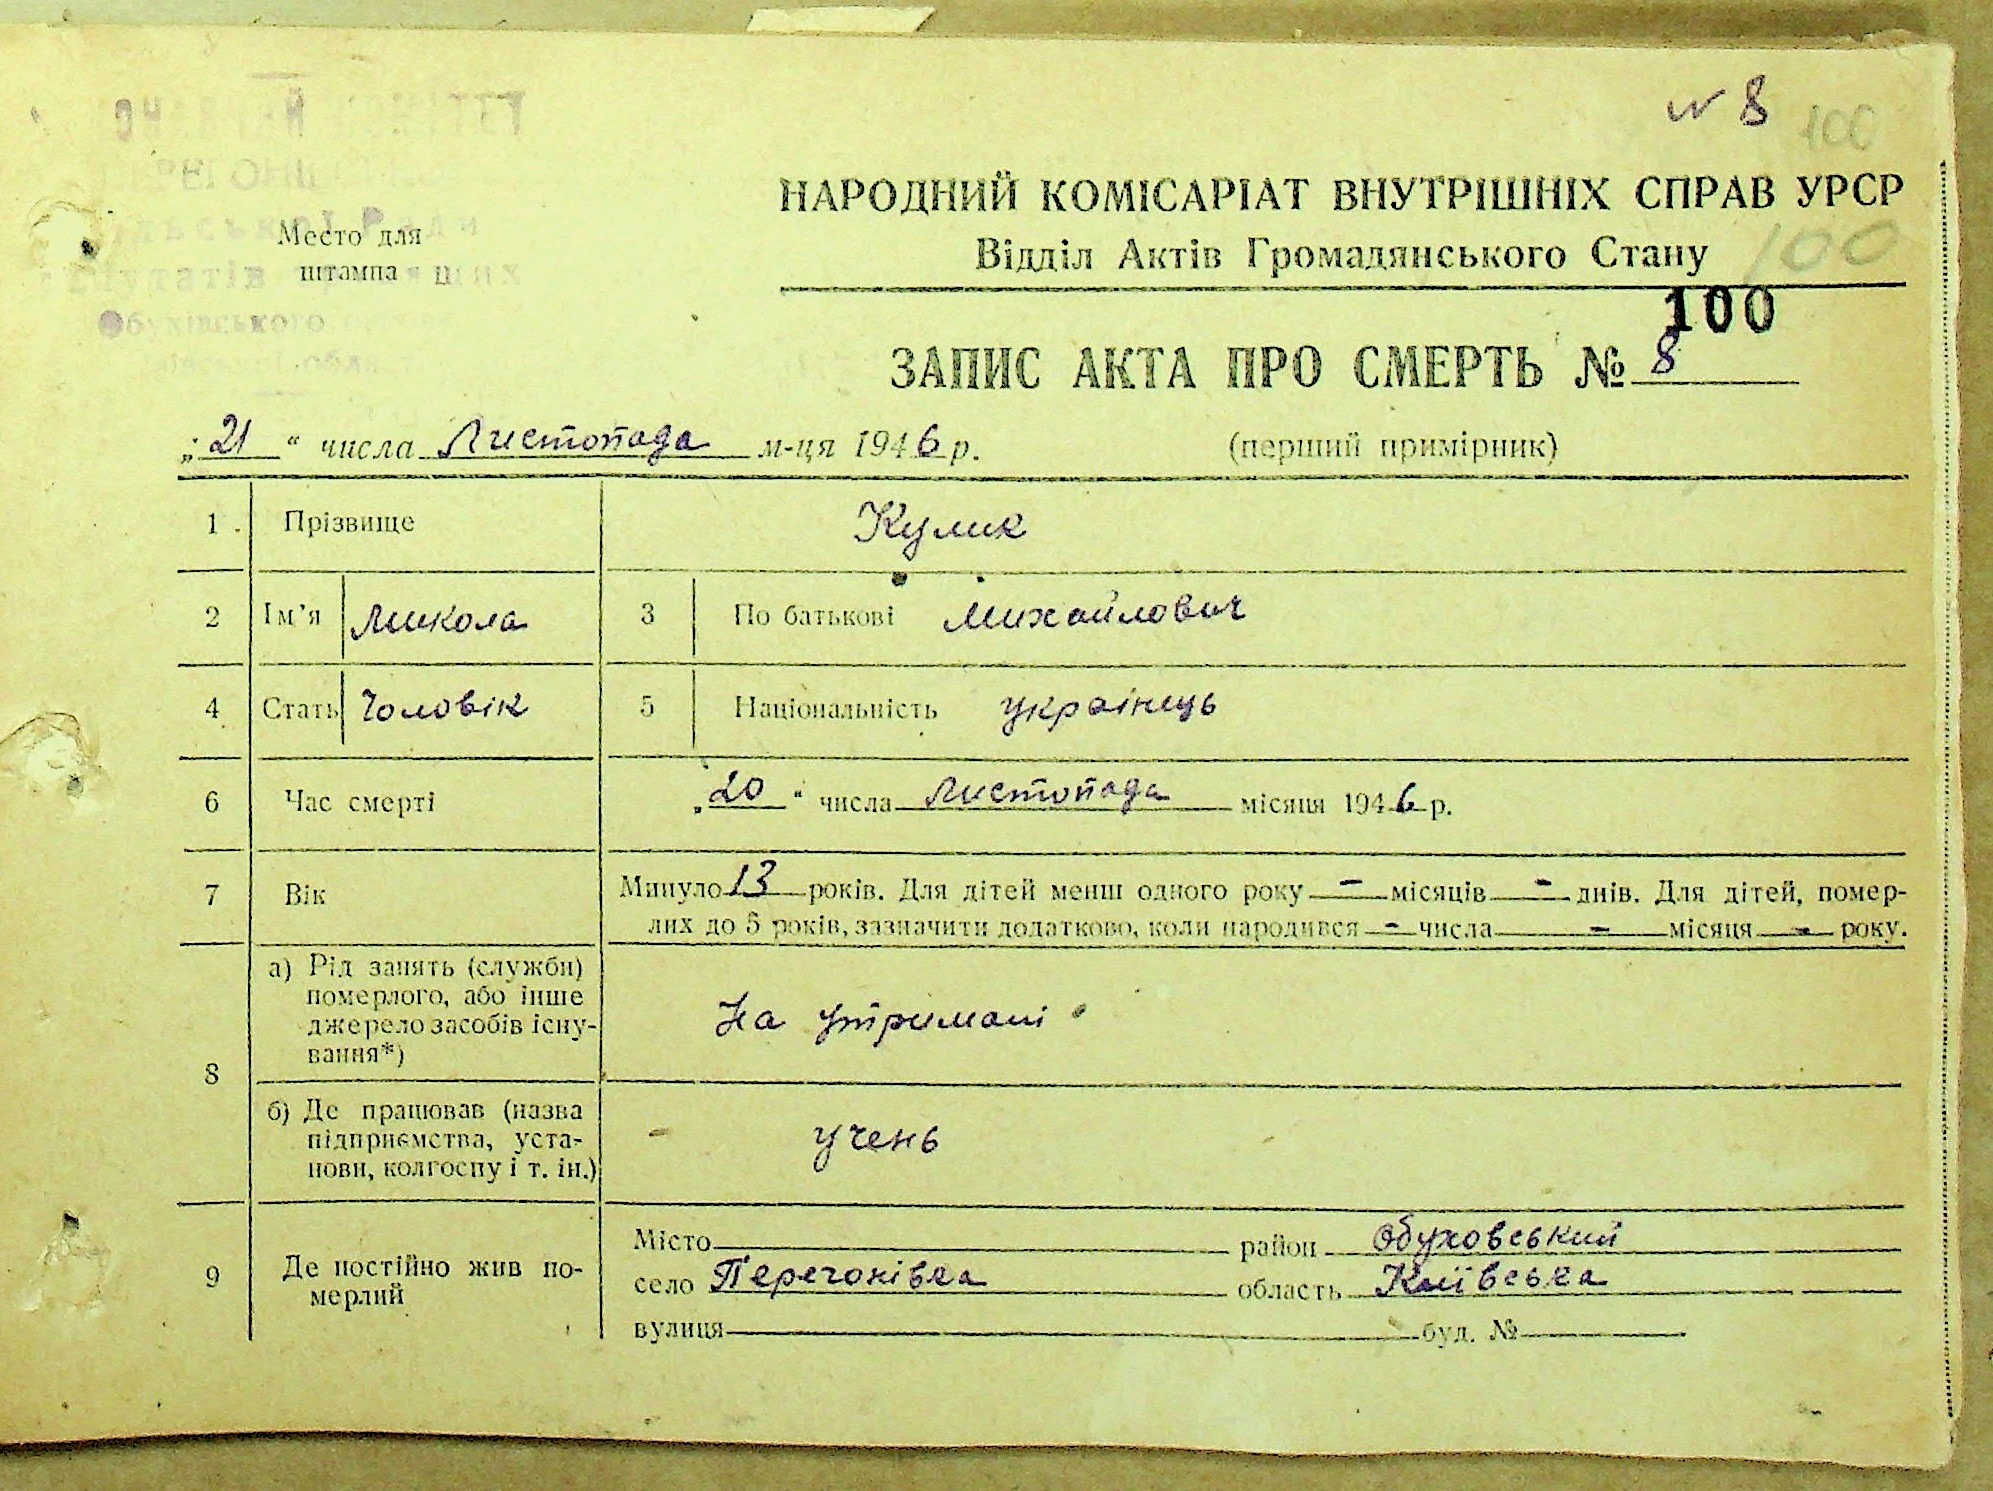 № 8 100
НАРОДНИЙ КОМІСАРІАТ ВНУТРІШНІХ СПРАВ УРСР
Відділ Актів Громадянського Стану 100
Место для
штампа
Обухівського
100
ЗАПИС АКТА ПРО СМЕРТЬ № 8
„21“ числа Листопада м-ця 1946 р. (перший примірник)
1. Прізвище Кулик
2 Ім'я Микола 3 По батькові Михайлович
4 Стать Чоловік 5 Національність українець
6 Час смерті „20“ числа Листопада місяця 1946 р.
7 Вік Минуло 13 років. Для дітей менш одного року - місяців - днів. Для дітей, помер-
лих до 5 років, зазначити додатково, коли народився - числа - місяця - року.
8
а) Рід занять (служби)
померлого, або інше
джерело засобів існу-
вання*)
На утримані
б) Де працював (назва
підприємства, уста-
нови, колгоспу і т. ін.)
учень
9 Де постійно жив по-
мерлий
Місто район Обуховський
село Перегонівка область Київська
вулиця буд. №